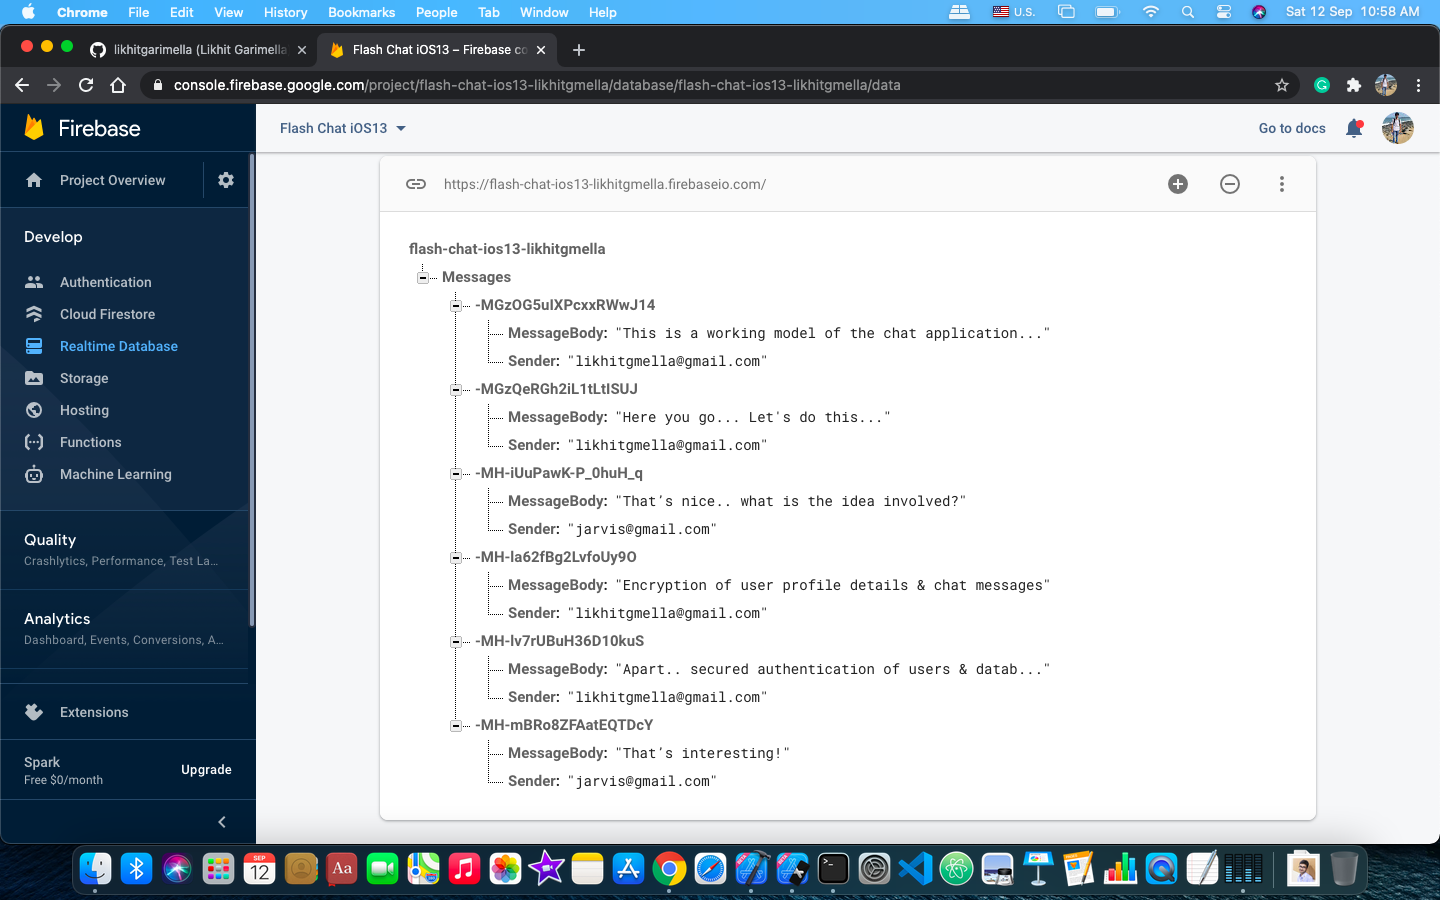 Chrome File Edit View History Bookmarks People Tab Window Help U.S. Sat 12 Sep 10:58 AM
likhitgarimella (Likhit Garimella Flash Chat iOS13 – Firebase co
console.firebase.google.com/project/flash-chat-ios13-likhitgmella/database/flash-chat-ios13-likhitgmella/data
Firebase
Flash Chat iOS13
Go to docs
Project Overview
Develop
Authentication
Cloud Firestore
Realtime Database
Storage
Hosting
Functions
Machine Learning
Quality
Crashlytics, Performance, Test La...
Analytics
Dashboard, Events, Conversions, A...
Extensions
Spark
Free $0/month
Upgrade
https://flash-chat-ios13-likhitgmella.firebaseio.com/
flash-chat-ios13-likhitgmella
Messages
-MGzOG5uIXPcxxRWwJ14
MessageBody: "This is a working model of the chat application..."
Sender: "likhitgmella@gmail.com"
-MGzQeRGh2iL1tLtISUJ
MessageBody: "Here you go... Let's do this..."
Sender: "likhitgmella@gmail.com"
-MH-iUuPawK-P_0huH_q
MessageBody: "That’s nice.. what is the idea involved?"
Sender: "jarvis@gmail.com"
-MH-la62fBg2LvfoUy9O
MessageBody: "Encryption of user profile details & chat messages"
Sender: "likhitgmella@gmail.com"
-MH-lv7rUBuH36D10kuS
MessageBody: "Apart.. secured authentication of users & datab..."
Sender: "likhitgmella@gmail.com"
-MH-mBRo8ZFAatEQTDcY
MessageBody: "That’s interesting!"
Sender: "jarvis@gmail.com"
SEP
12
Aa